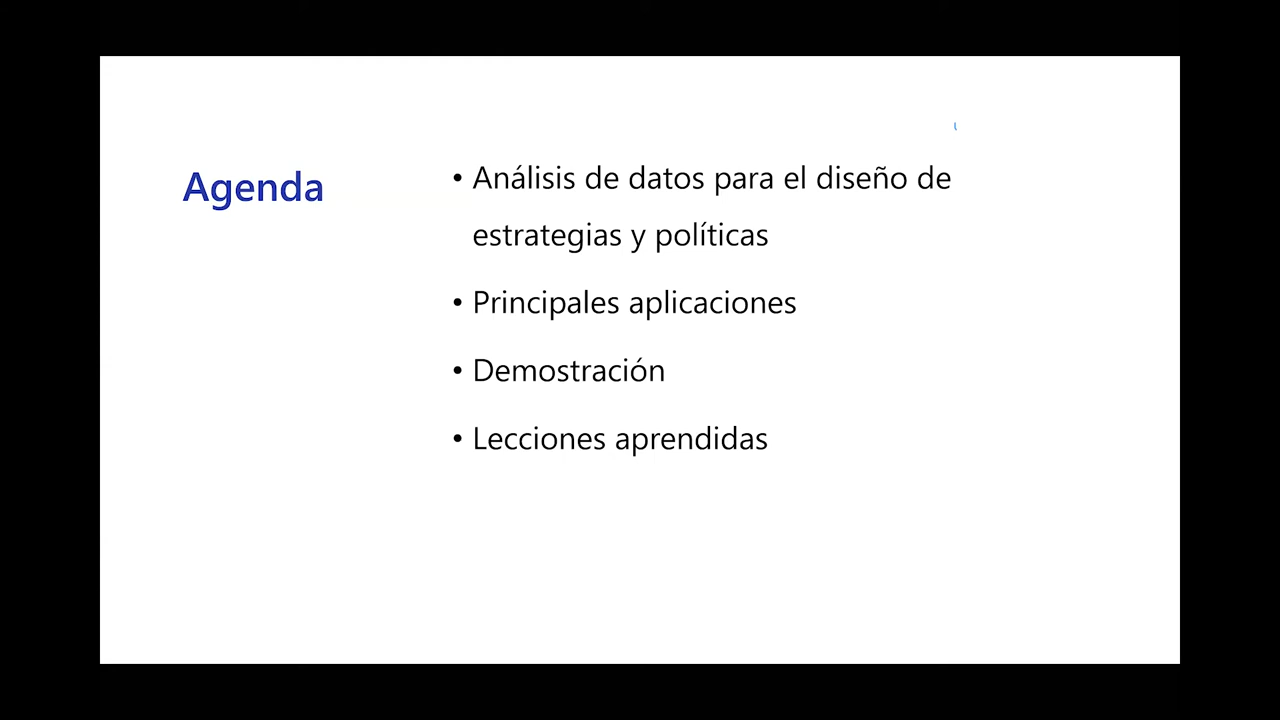 Agenda
• Análisis de datos para el diseño de
estrategias y políticas
• Principales aplicaciones
• Demostración
• Lecciones aprendidas